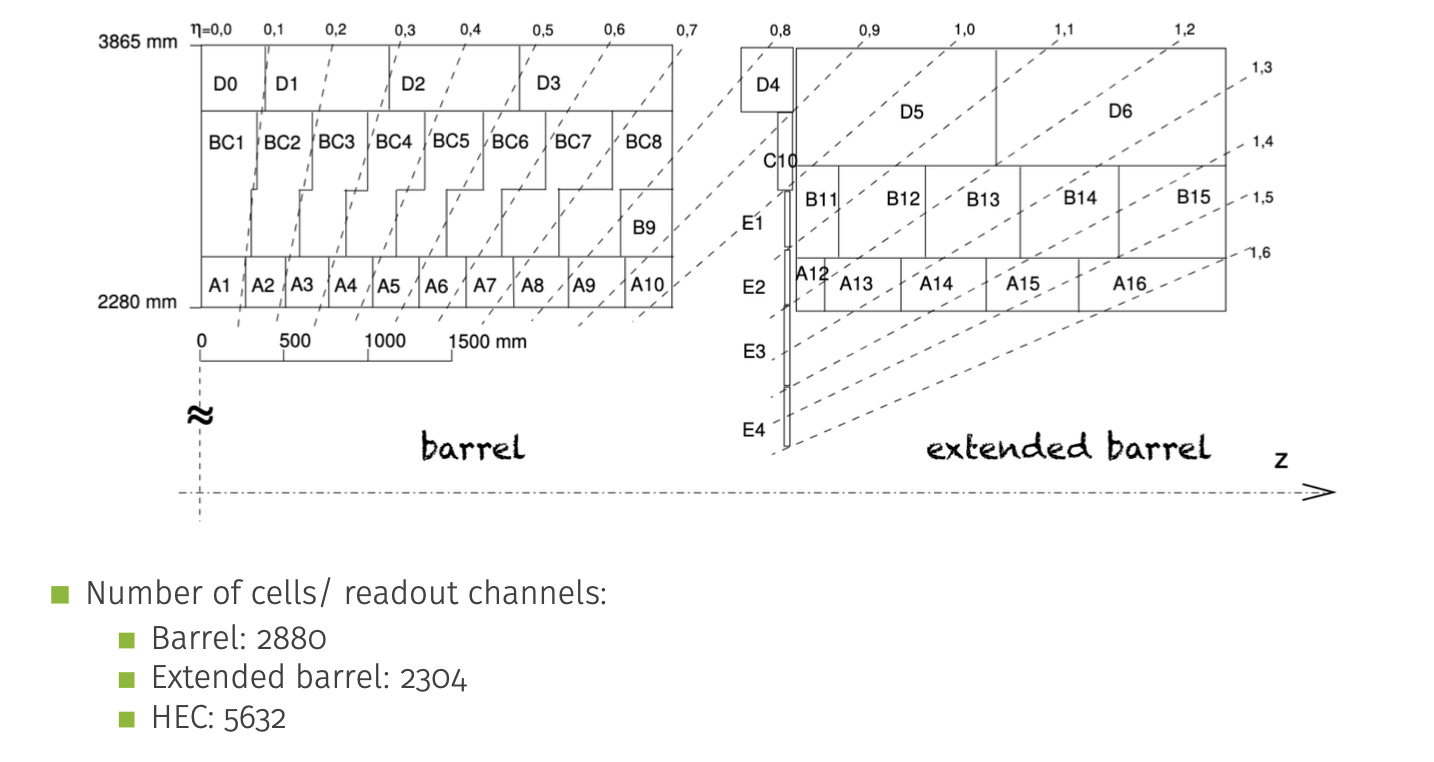 η=0,0 0,1 0,2 0,3 0,4 0,5 0,6 0,7 0,8 0,9 1,0 1,1 1,2
3865 mm
1,3
D0 D1 D2 D3 D4 D5 D6
1,4
BC1 BC2 BC3 BC4 BC5 BC6 BC7 BC8 C10
B11 B12 B13 B14 B15 1,5
B9 E1
1,6
A1 A2 A3 A4 A5 A6 A7 A8 A9 A10 E2 A12 A13 A14 A15 A16
2280 mm
0 500 1000 1500 mm E3
≈
E4
barrel extended barrel z
Number of cells/ readout channels:
Barrel: 2880
Extended barrel: 2304
HEC: 5632